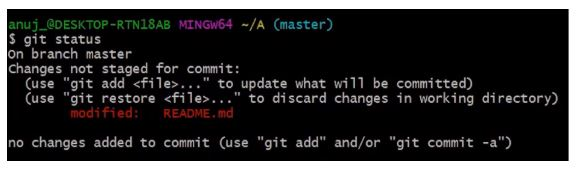 anuj_@DESKTOP-RTN18AB MINGW64 ~/A (master)
$ git status
On branch master
Changes not staged for commit:
  (use "git add <file>..." to update what will be committed)
  (use "git restore <file>..." to discard changes in working directory)
        modified:   README.md

no changes added to commit (use "git add" and/or "git commit -a")